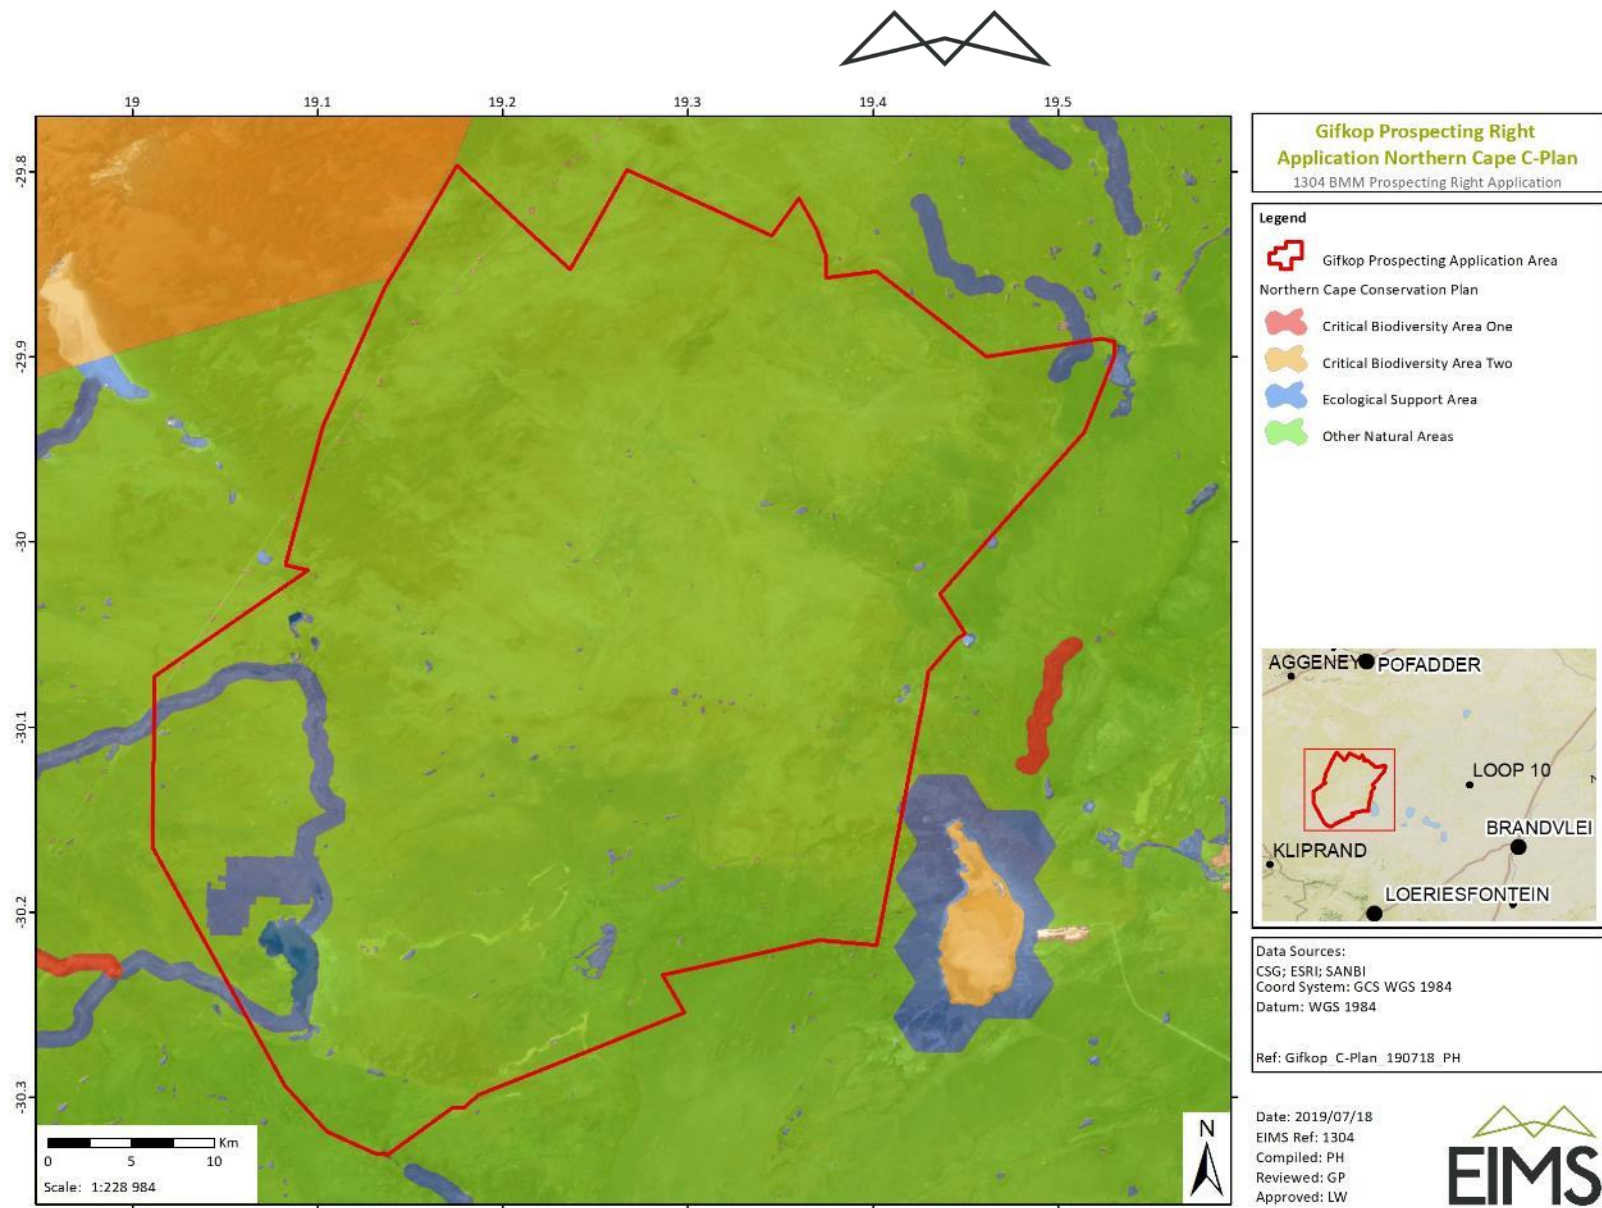 19 19.1 19.2 19.3 19.4 19.5
-29.8
-29.9
-30
-30.1
-30.2
-30.3
Km
0 5 10
Scale: 1:228 984
N
Gifkop Prospecting Right
Application Northern Cape C-Plan
1304 BMM Prospecting Right Application
Legend
Gifkop Prospecting Application Area
Northern Cape Conservation Plan
Critical Biodiversity Area One
Critical Biodiversity Area Two
Ecological Support Area
Other Natural Areas
AGGENEY POFADDER
LOOP 10
BRANDVLEI
KLIPRAND
LOERIESFONTEIN
Data Sources:
CSG; ESRI; SANBI
Coord System: GCS WGS 1984
Datum: WGS 1984
Ref: Gifkop_C-Plan_190718_PH
Date: 2019/07/18
EIMS Ref: 1304
Compiled: PH
Reviewed: GP
Approved: LW
EIMS